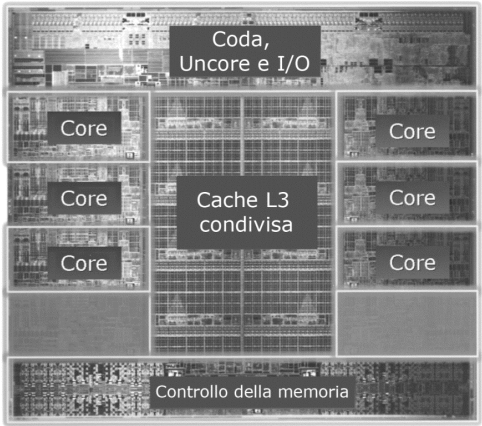 Coda,
Uncore e I/O
Core
Core
Core
Cache L3
condivisa
Core
Core
Core
Controllo della memoria